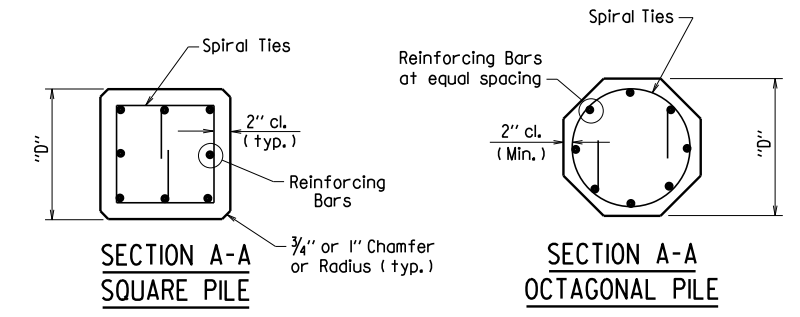 Spiral Ties
2" cl.
(typ.)
"D"
Reinforcing
Bars
3/4" or 1" Chamfer
or Radius (typ.)
SECTION A-A
SQUARE PILE
Spiral Ties
Reinforcing Bars
at equal spacing
2" cl.
(Min.)
"D"
SECTION A-A
OCTAGONAL PILE